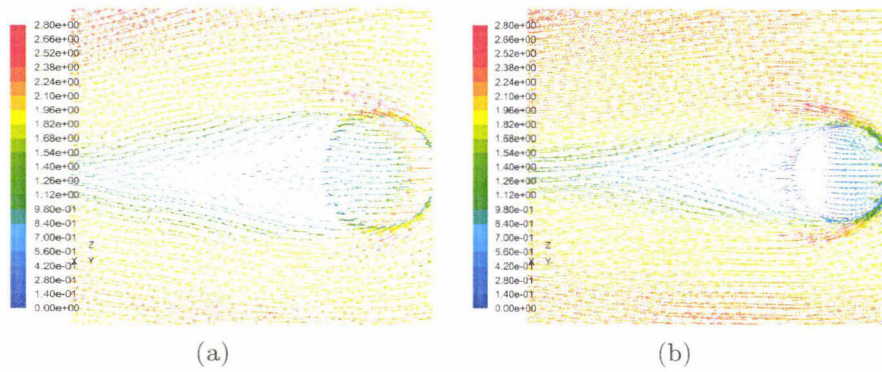 2.80e+00
2.66e+00
2.52e+00
2.38e+00
2.24e+00
2.10e+00
1.96e+00
1.82e+00
1.68e+00
1.54e+00
1.40e+00
1.26e+00
1.12e+00
9.80e-01
8.40e-01
7.00e-01
5.60e-01
4.20e-01
2.80e-01
1.40e-01
0.00e+00
Z
X Y
(a)
2.80e+00
2.66e+00
2.52e+00
2.38e+00
2.24e+00
2.10e+00
1.96e+00
1.82e+00
1.68e+00
1.54e+00
1.40e+00
1.26e+00
1.12e+00
9.80e-01
8.40e-01
7.00e-01
5.60e-01
4.20e-01
2.80e-01
1.40e-01
0.00e+00
Z
X Y
(b)